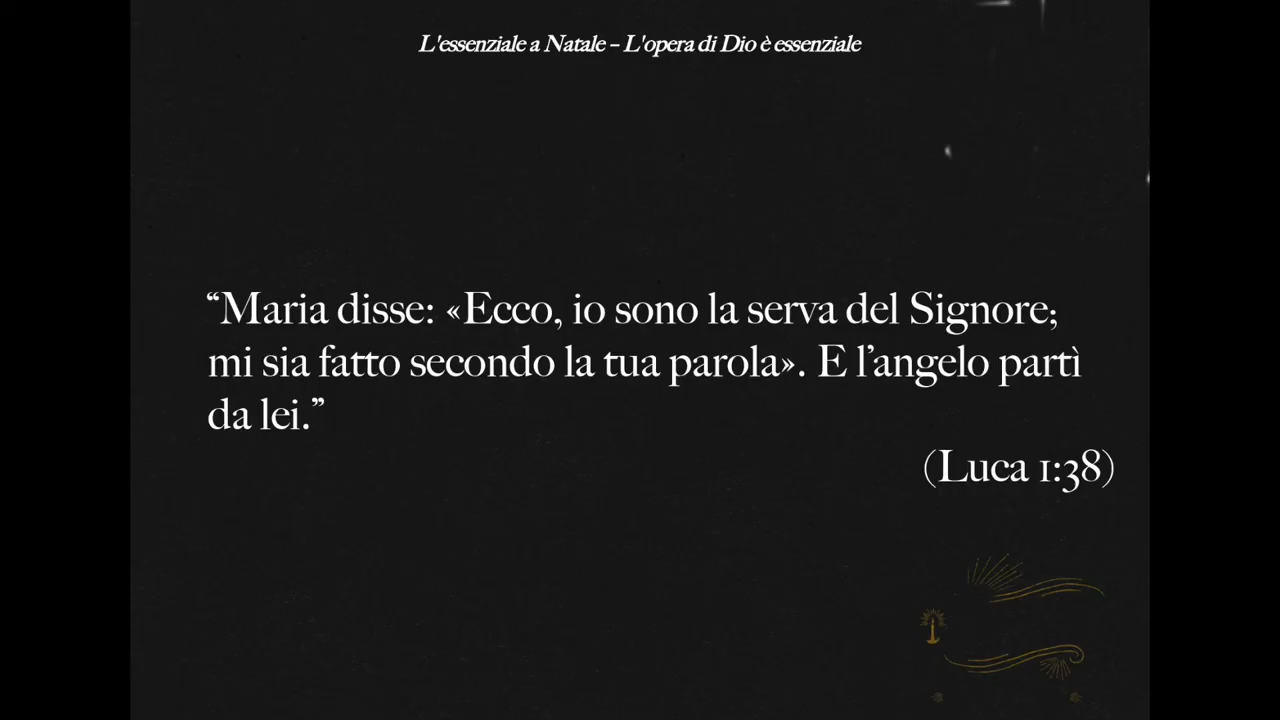 L'essenziale a Natale – L'opera di Dio è essenziale
“Maria disse: «Ecco, io sono la serva del Signore;
mi sia fatto secondo la tua parola». E l’angelo partì
da lei.”
(Luca 1:38)